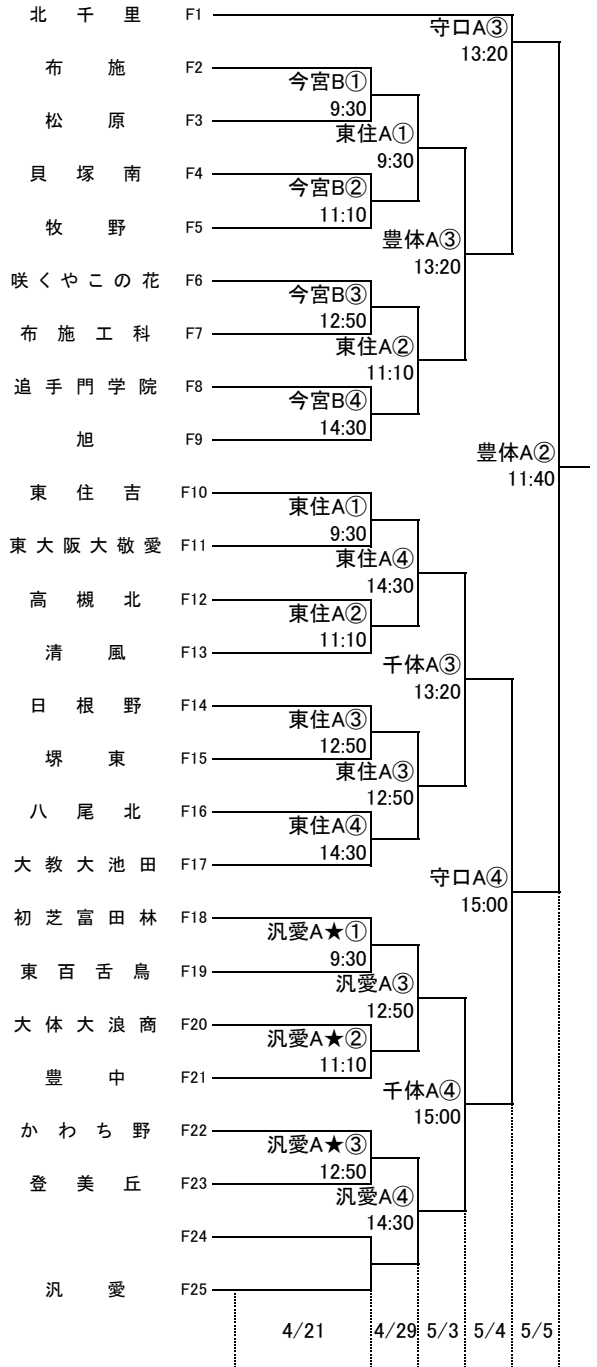 北千里 F1
守口A③
13:20
布施 F2
今宮B①
9:30
松原 F3
東住A①
9:30
貝塚南 F4
今宮B②
11:10
牧野 F5
豊体A③
13:20
咲くやこの花 F6
今宮B③
12:50
布施工科 F7
東住A②
11:10
追手門学院 F8
今宮B④
14:30
旭 F9
豊体A②
11:40
東住吉 F10
東住A①
9:30
東大阪大敬愛 F11
東住A④
14:30
高槻北 F12
東住A②
11:10
清風 F13
千体A③
13:20
日根野 F14
東住A③
12:50
堺東 F15
東住A③
12:50
八尾北 F16
東住A④
14:30
大教大池田 F17
守口A④
15:00
初芝富田林 F18
汎愛A★①
9:30
東百舌鳥 F19
汎愛A③
12:50
大体大浪商 F20
汎愛A★②
11:10
豊中 F21
千体A④
15:00
かわち野 F22
汎愛A★③
12:50
登美丘 F23
汎愛A④
14:30
F24
汎愛 F25
4/21 4/29 5/3 5/4 5/5